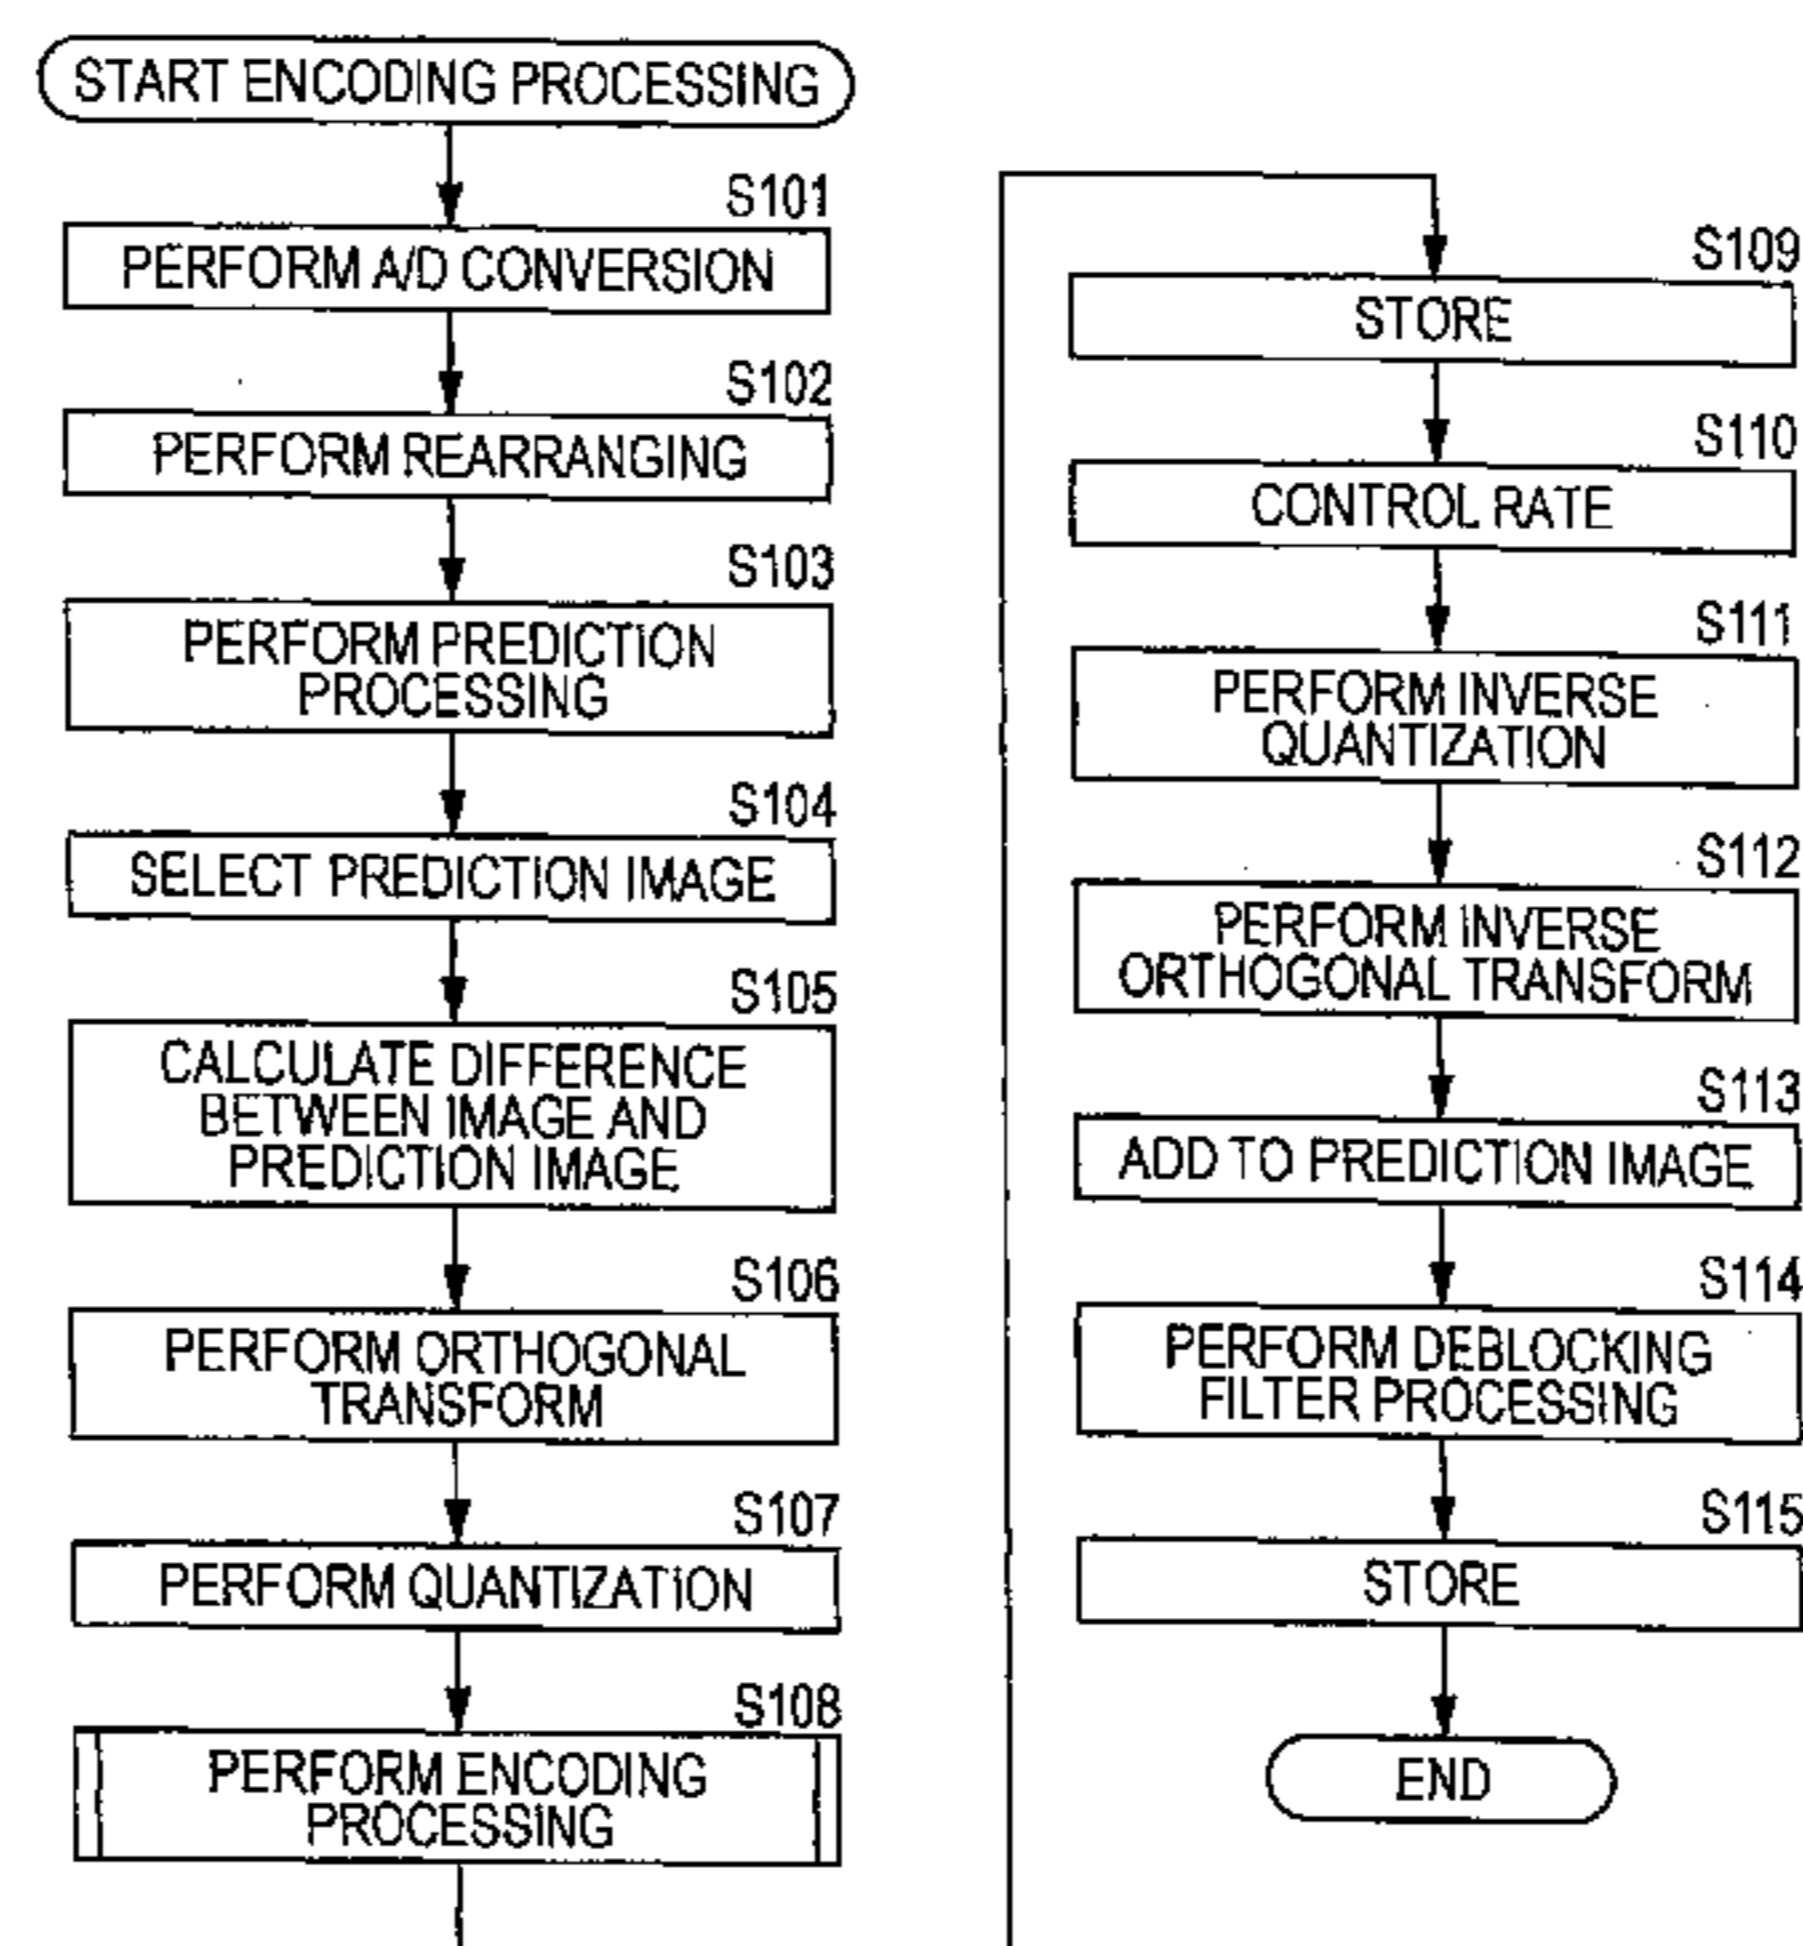 START ENCODING PROCESSING
S101
PERFORM A/D CONVERSION
S102
PERFORM REARRANGING
S103
PERFORM PREDICTION
PROCESSING
S104
SELECT PREDICTION IMAGE
S105
CALCULATE DIFFERENCE
BETWEEN IMAGE AND
PREDICTION IMAGE
S106
PERFORM ORTHOGONAL
TRANSFORM
S107
PERFORM QUANTIZATION
S108
PERFORM ENCODING
PROCESSING
S109
STORE
S110
CONTROL RATE
S111
PERFORM INVERSE
QUANTIZATION
S112
PERFORM INVERSE
ORTHOGONAL TRANSFORM
S113
ADD TO PREDICTION IMAGE
S114
PERFORM DEBLOCKING
FILTER PROCESSING
S115
STORE
END